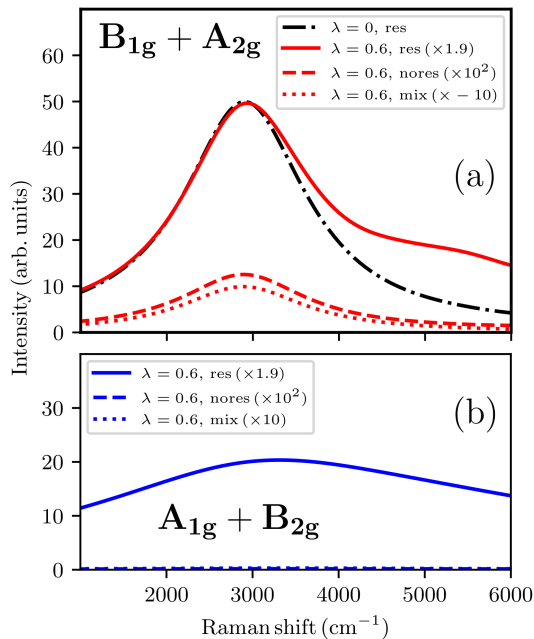 B1g + A2g
λ = 0, res
λ = 0.6, res (×1.9)
λ = 0.6, nores (×10²)
λ = 0.6, mix (× − 10)
(a)
60
50
40
30
20
10
0
Intensity (arb. units)
λ = 0.6, res (×1.9)
λ = 0.6, nores (×10²)
λ = 0.6, mix (×10)
(b)
30
20
10
0
A1g + B2g
2000 3000 4000 5000 6000
Raman shift (cm⁻¹)